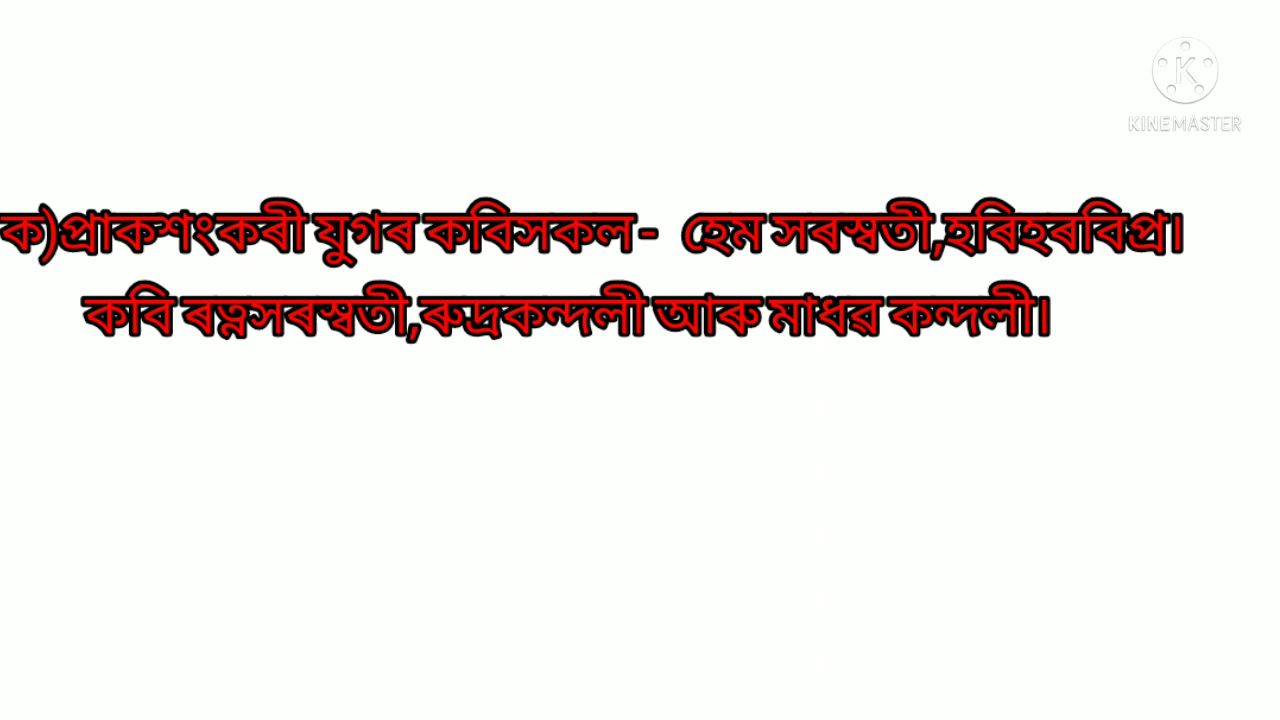 KINEMASTER
ক)প্ৰাকশংকৰী যুগৰ কবিসকল - হেম সৰস্বতী,হৰিহৰবিপ্ৰ।
কবি ৰত্নসৰস্বতী,ৰুদ্ৰকন্দলী আৰু মাধৱ কন্দলী।